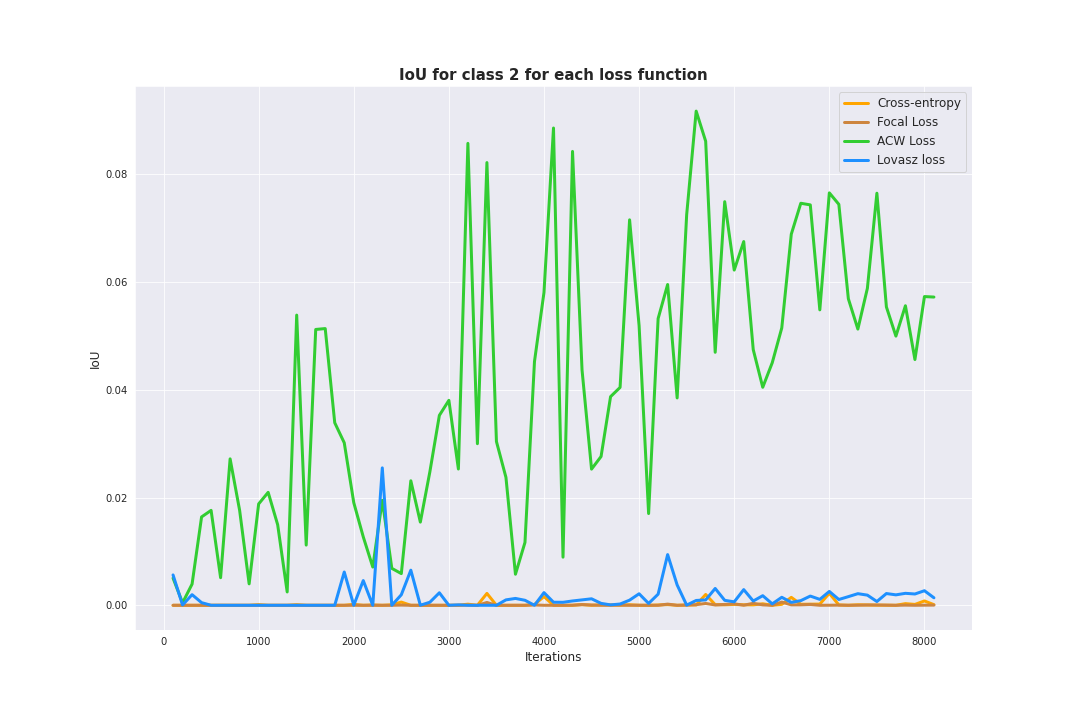 IoU for class 2 for each loss function
Cross-entropy
Focal Loss
ACW Loss
Lovasz loss
IoU
0.08
0.06
0.04
0.02
0.00
0 1000 2000 3000 4000 5000 6000 7000 8000
Iterations